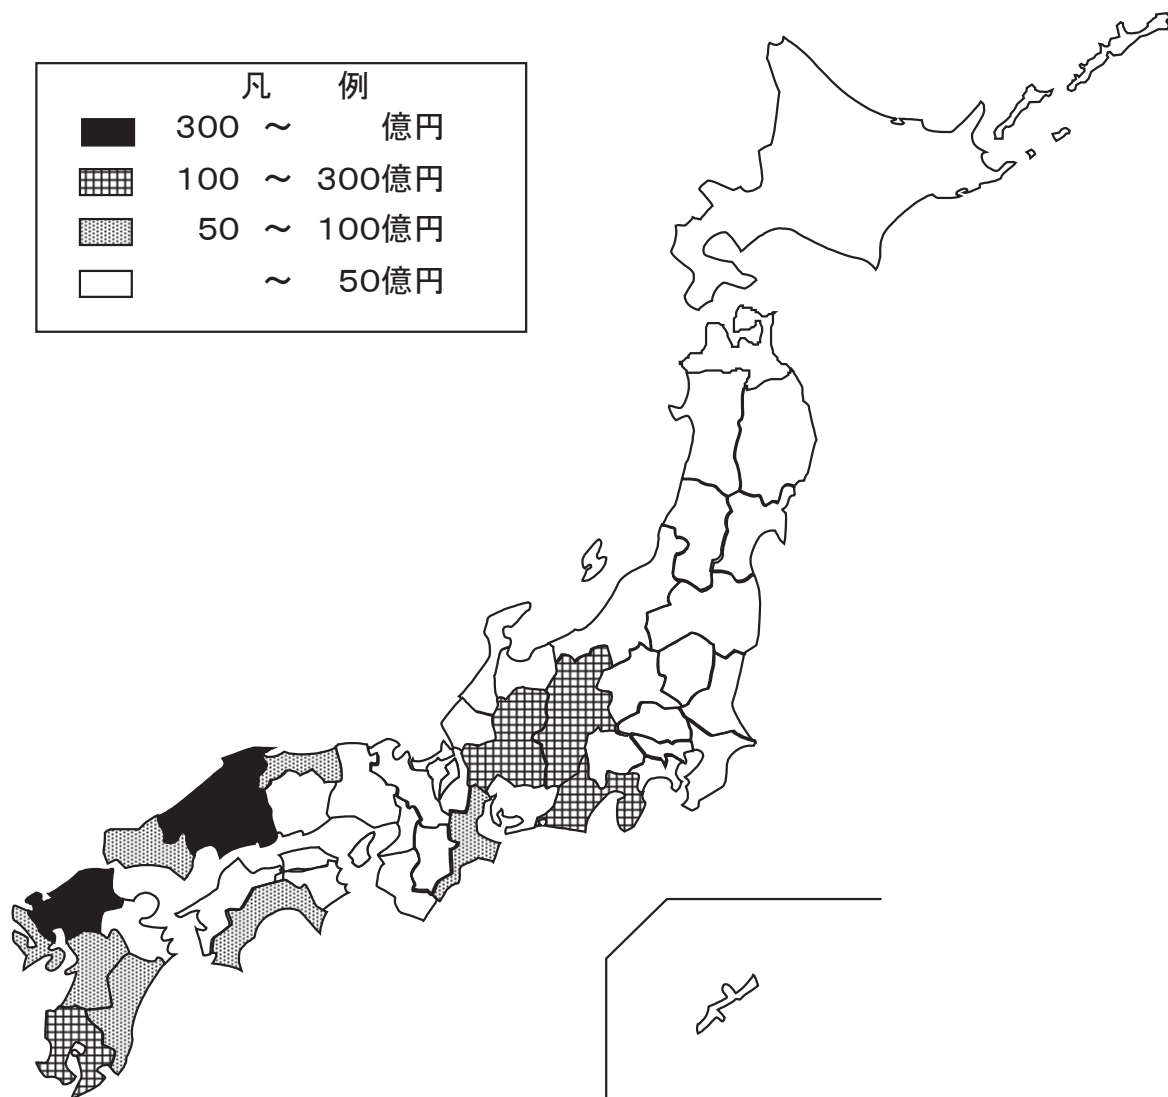 凡　　例
３００　～　　　　億円
１００　～　３００億円
５０　～　１００億円
～　　５０億円